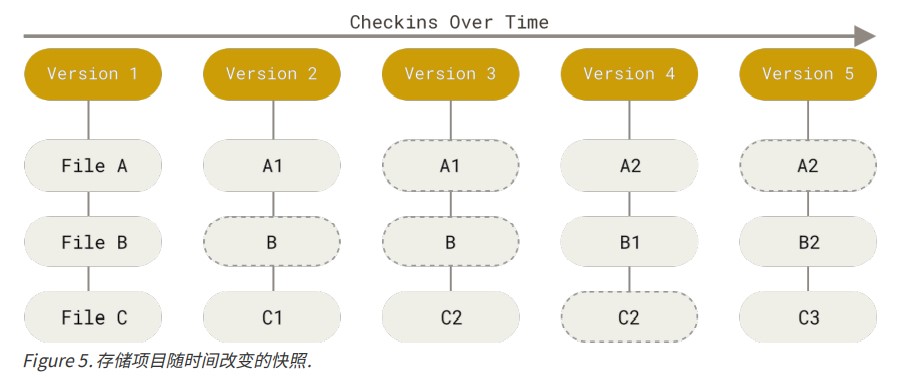 Checkins Over Time
Version 1 Version 2 Version 3 Version 4 Version 5
File A A1 A1 A2 A2
File B B B B1 B2
File C C1 C2 C2 C3
Figure 5. 存储项目随时间改变的快照.